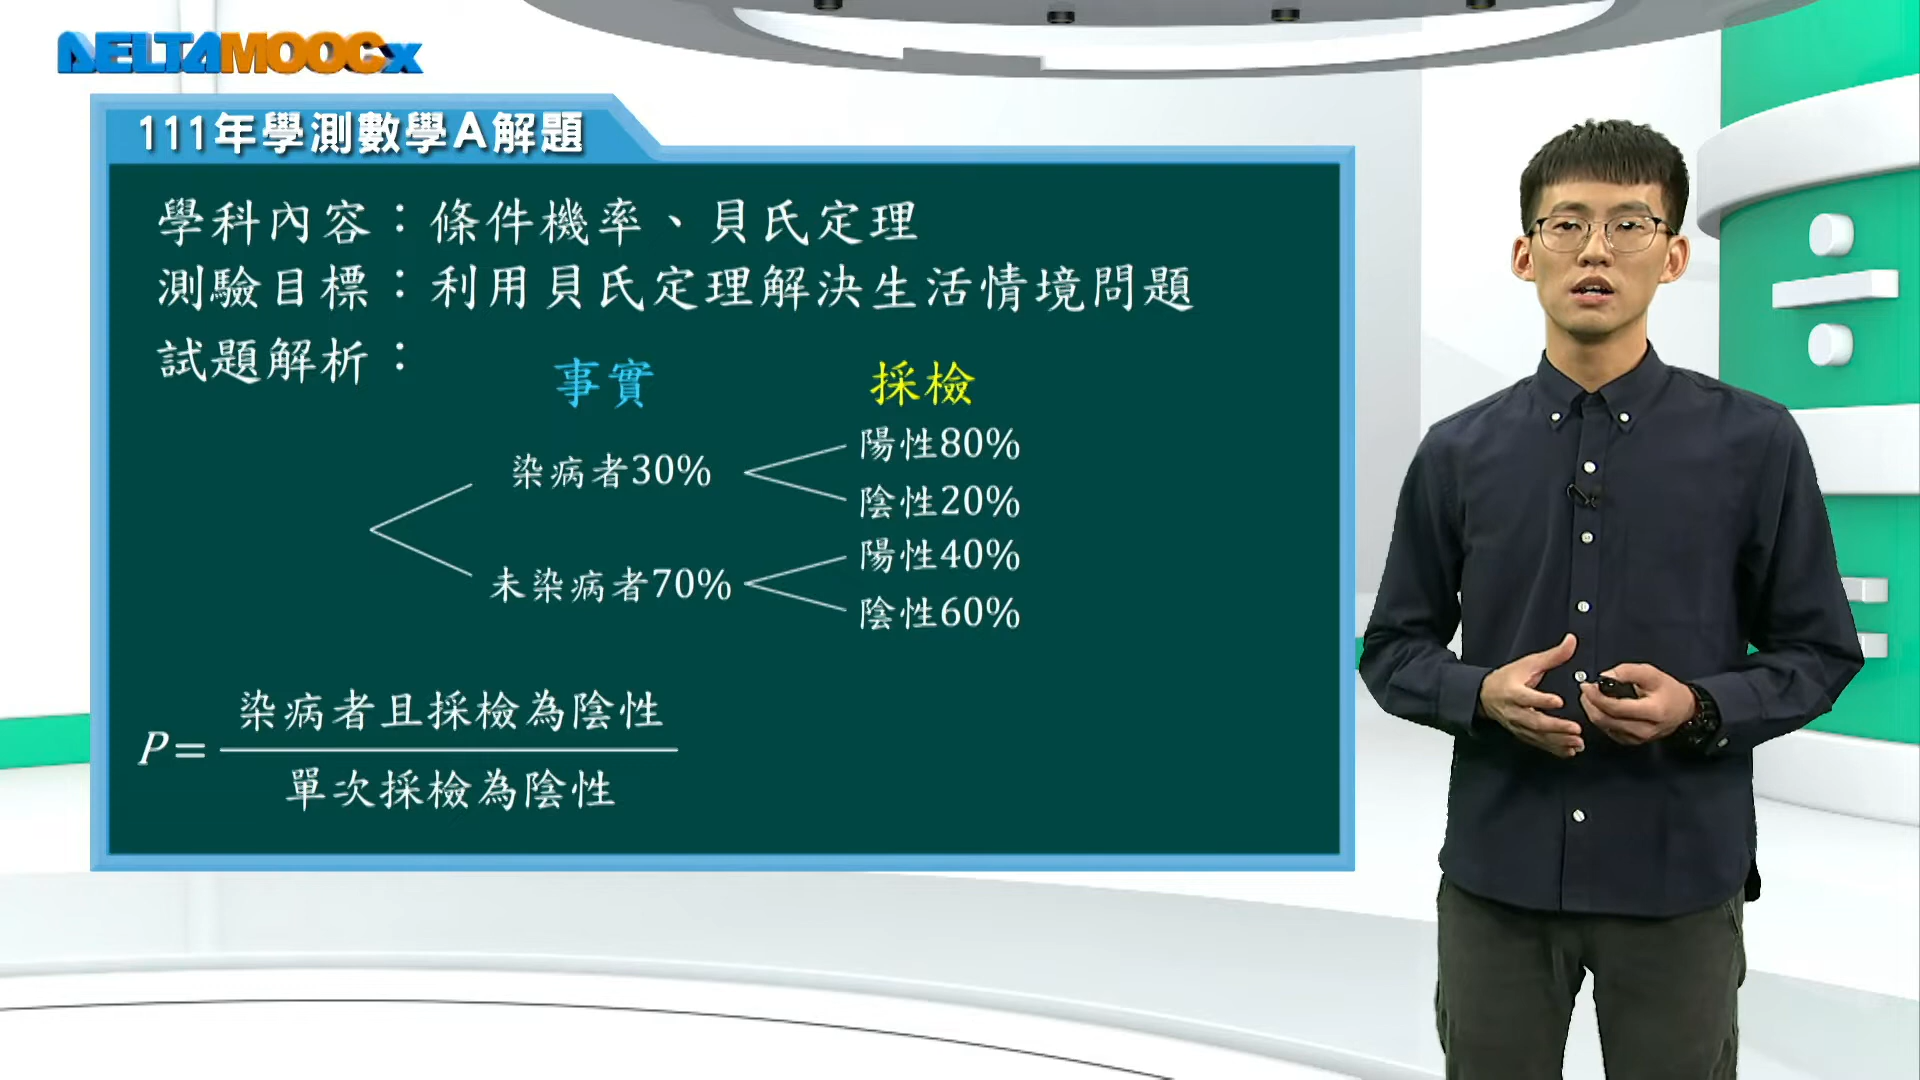 DELTAMOOCx
111年學測數學A解題
學科內容：條件機率、貝氏定理
測驗目標：利用貝氏定理解決生活情境問題
試題解析：
事實
採檢
染病者30%
陽性80%
陰性20%
未染病者70%
陽性40%
陰性60%
P=
染病者且採檢為陰性
單次採檢為陰性